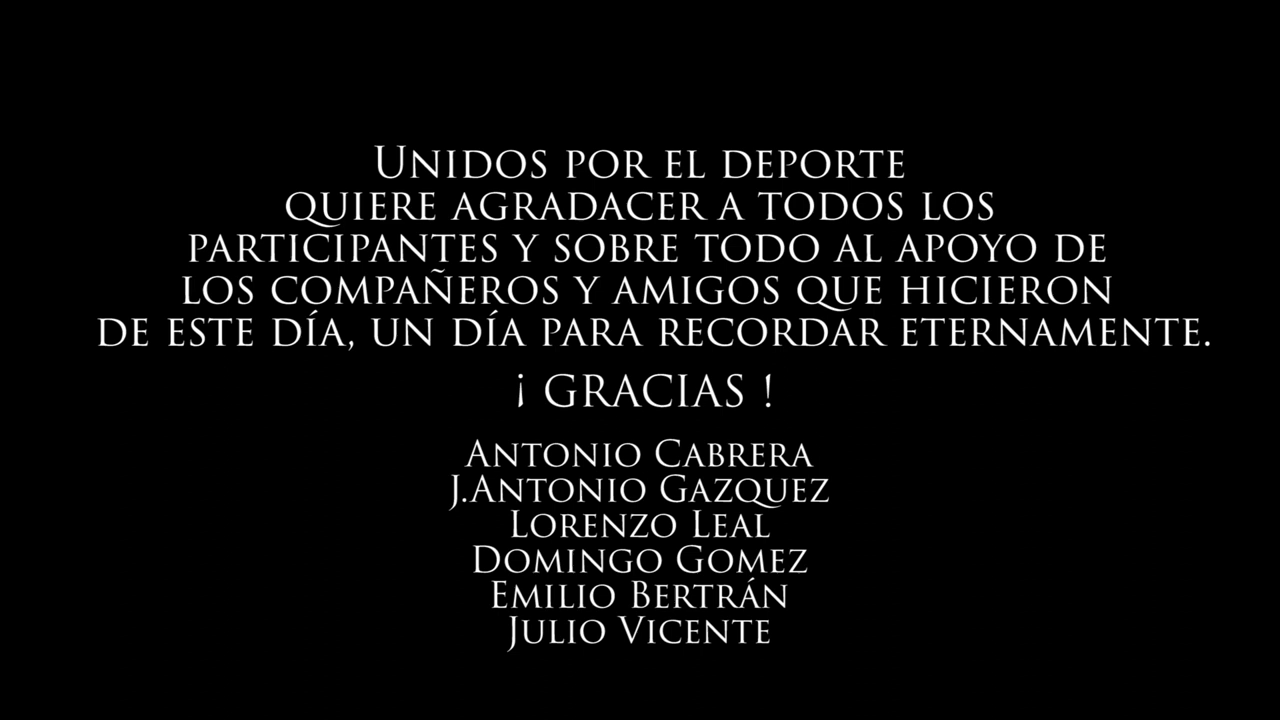 Unidos por el deporte
quiere agradacer a todos los
participantes y sobre todo al apoyo de
los compañeros y amigos que hicieron
de este día, un día para recordar eternamente.
¡ GRACIAS !
Antonio Cabrera
J.Antonio Gazquez
Lorenzo Leal
Domingo Gomez
Emilio Bertrán
Julio Vicente